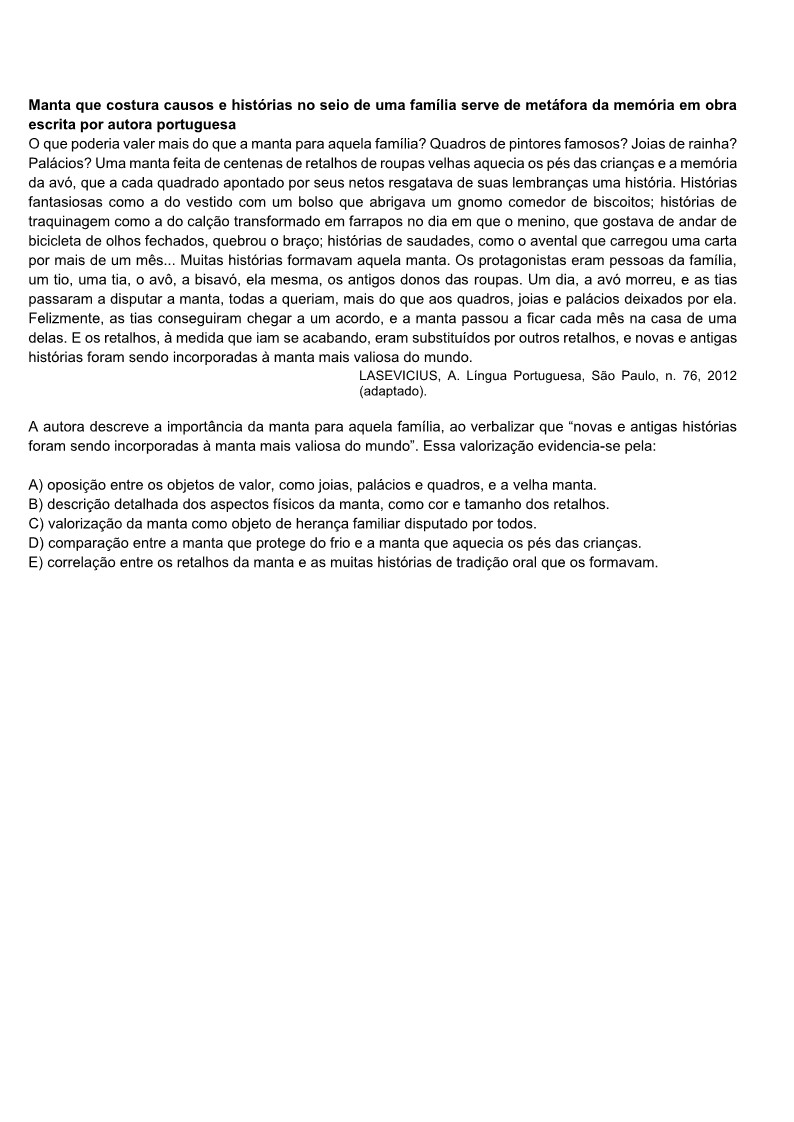 Manta que costura causos e histórias no seio de uma família serve de metáfora da memória em obra
escrita por autora portuguesa
O que poderia valer mais do que a manta para aquela família? Quadros de pintores famosos? Joias de rainha?
Palácios? Uma manta feita de centenas de retalhos de roupas velhas aquecia os pés das crianças e a memória
da avó, que a cada quadrado apontado por seus netos resgatava de suas lembranças uma história. Histórias
fantasiosas como a do vestido com um bolso que abrigava um gnomo comedor de biscoitos; histórias de
traquinagem como a do calção transformado em farrapos no dia em que o menino, que gostava de andar de
bicicleta de olhos fechados, quebrou o braço; histórias de saudades, como o avental que carregou uma carta
por mais de um mês... Muitas histórias formavam aquela manta. Os protagonistas eram pessoas da família,
um tio, uma tia, o avô, a bisavó, ela mesma, os antigos donos das roupas. Um dia, a avó morreu, e as tias
passaram a disputar a manta, todas a queriam, mais do que aos quadros, joias e palácios deixados por ela.
Felizmente, as tias conseguiram chegar a um acordo, e a manta passou a ficar cada mês na casa de uma
delas. E os retalhos, à medida que iam se acabando, eram substituídos por outros retalhos, e novas e antigas
histórias foram sendo incorporadas à manta mais valiosa do mundo.
LASEVICIUS, A. Língua Portuguesa, São Paulo, n. 76, 2012
(adaptado).
A autora descreve a importância da manta para aquela família, ao verbalizar que “novas e antigas histórias
foram sendo incorporadas à manta mais valiosa do mundo”. Essa valorização evidencia-se pela:
A) oposição entre os objetos de valor, como joias, palácios e quadros, e a velha manta.
B) descrição detalhada dos aspectos físicos da manta, como cor e tamanho dos retalhos.
C) valorização da manta como objeto de herança familiar disputado por todos.
D) comparação entre a manta que protege do frio e a manta que aquecia os pés das crianças.
E) correlação entre os retalhos da manta e as muitas histórias de tradição oral que os formavam.